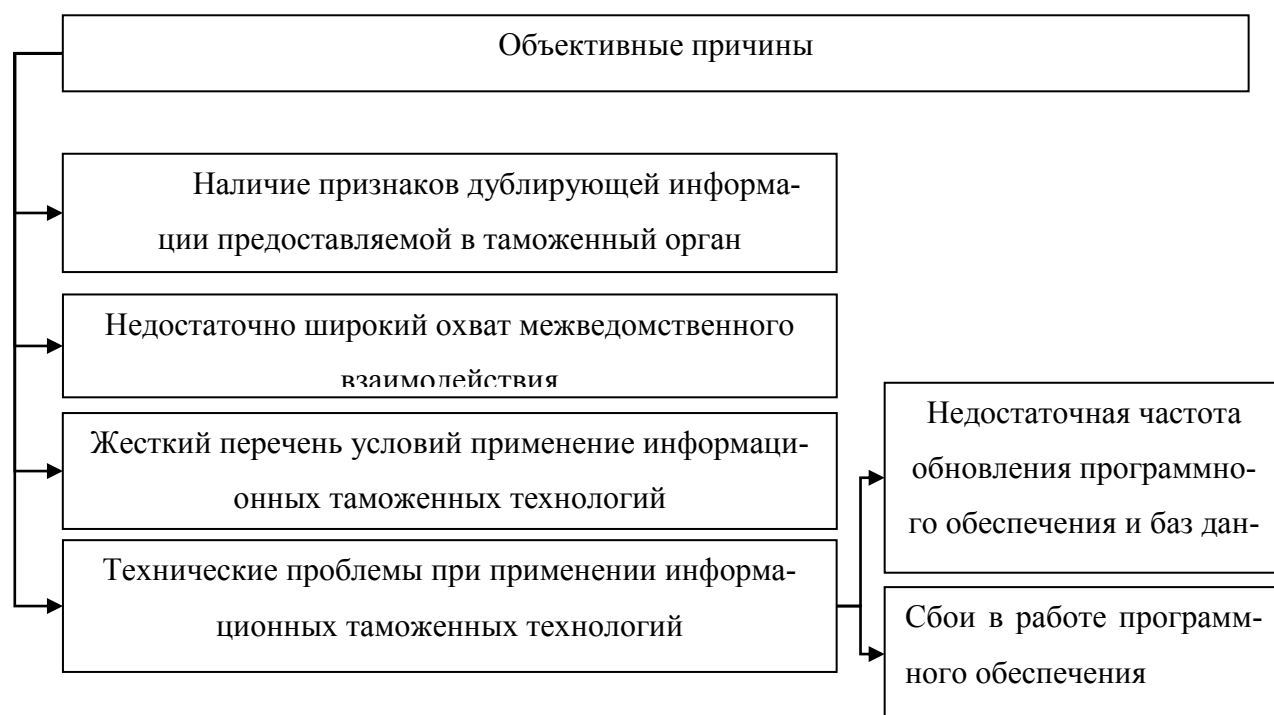 Объективные причины
Наличие признаков дублирующей информа-
ции предоставляемой в таможенный орган
Недостаточно широкий охват межведомственного
взаимодействия
Жесткий перечень условий применение информаци-
онных таможенных технологий
Технические проблемы при применении информа-
ционных таможенных технологий
Недостаточная частота
обновления программно-
го обеспечения и баз дан-
Сбои в работе программ-
ного обеспечения